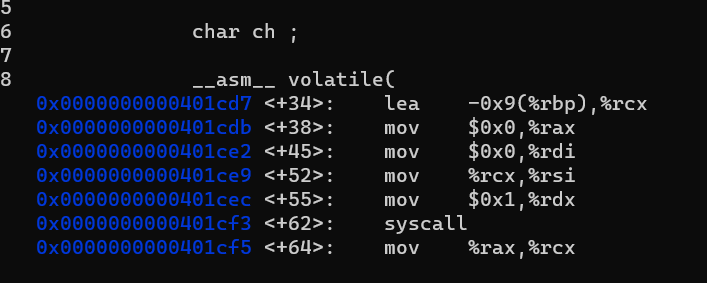 5
6 char ch ;
7
8 __asm__ volatile(
0x0000000000401cd7 <+34>: lea -0x9(%rbp),%rcx
0x0000000000401cdb <+38>: mov $0x0,%rax
0x0000000000401ce2 <+45>: mov $0x0,%rdi
0x0000000000401ce9 <+52>: mov %rcx,%rsi
0x0000000000401cec <+55>: mov $0x1,%rdx
0x0000000000401cf3 <+62>: syscall
0x0000000000401cf5 <+64>: mov %rax,%rcx